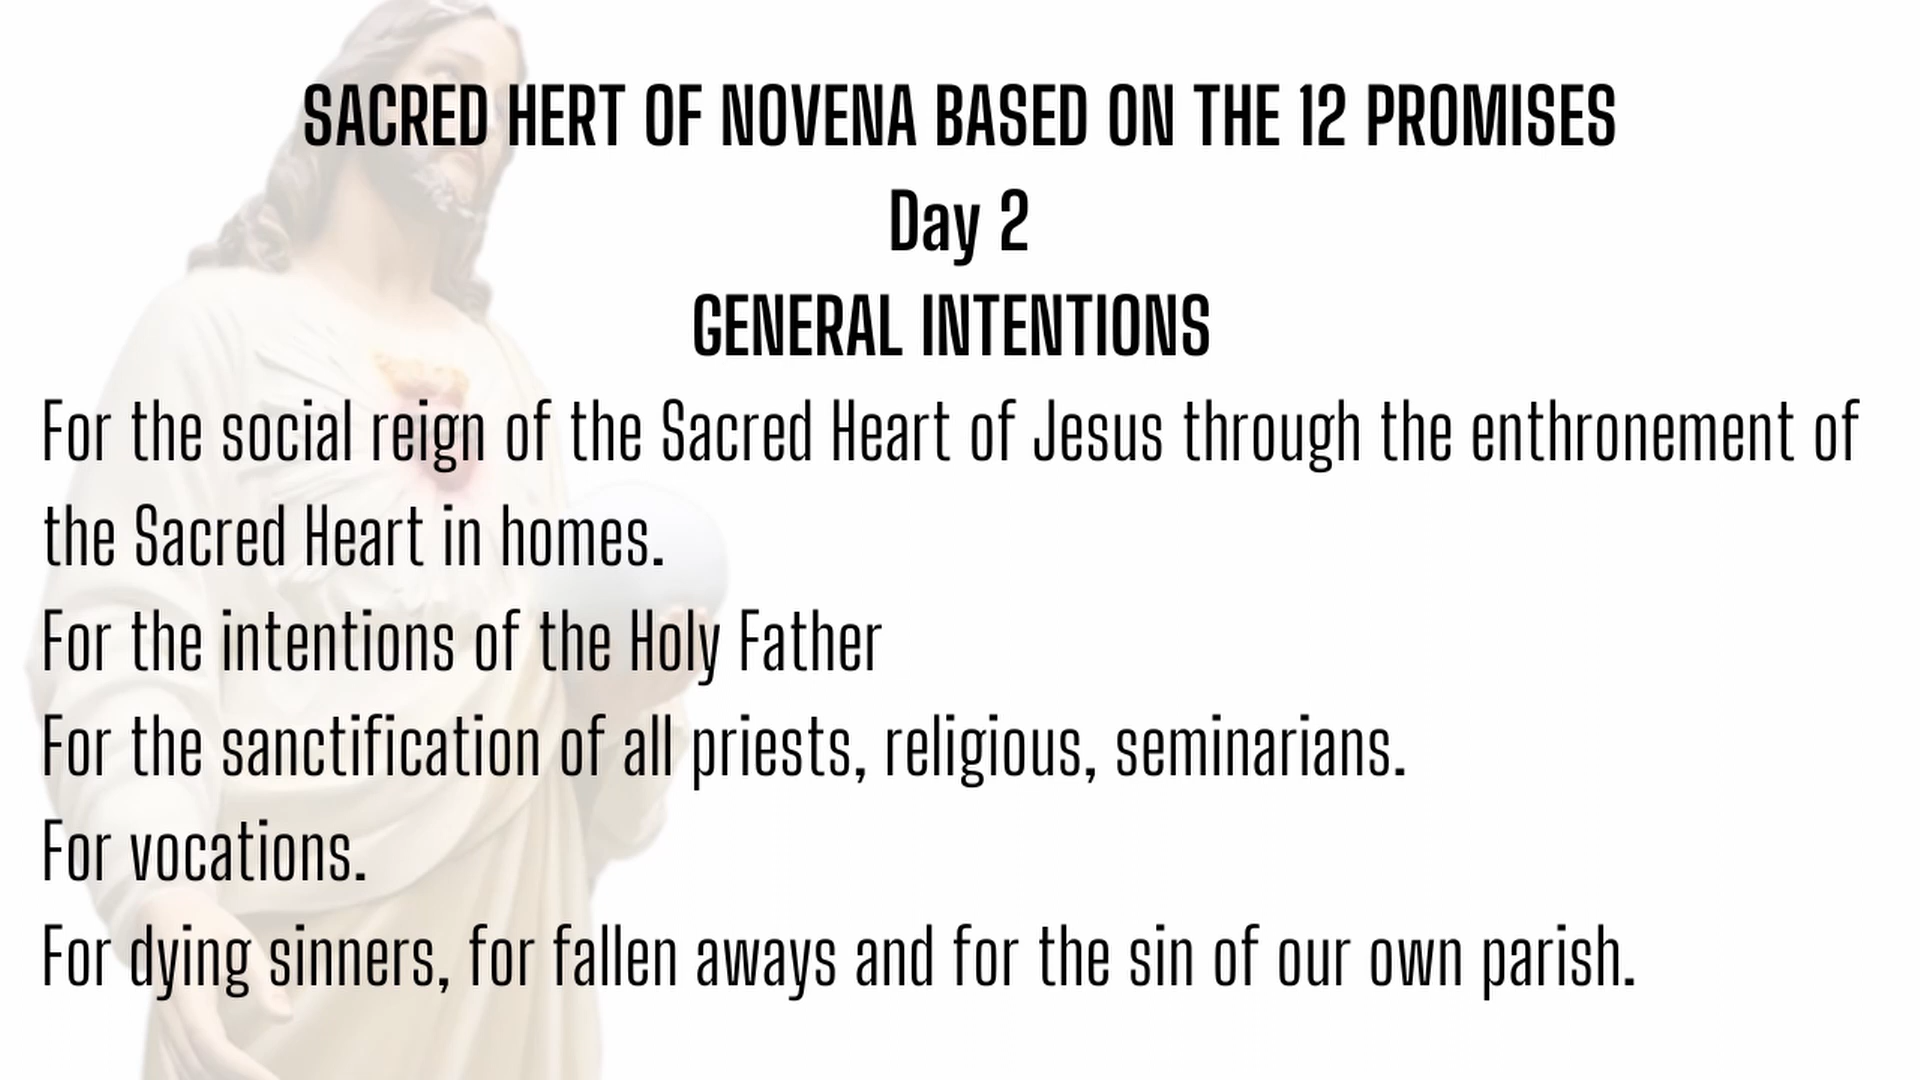 SACRED HERT OF NOVENA BASED ON THE 12 PROMISES
Day 2
GENERAL INTENTIONS
For the social reign of the Sacred Heart of Jesus through the enthronement of
the Sacred Heart in homes.
For the intentions of the Holy Father
For the sanctification of all priests, religious, seminarians.
For vocations.
For dying sinners, for fallen aways and for the sin of our own parish.